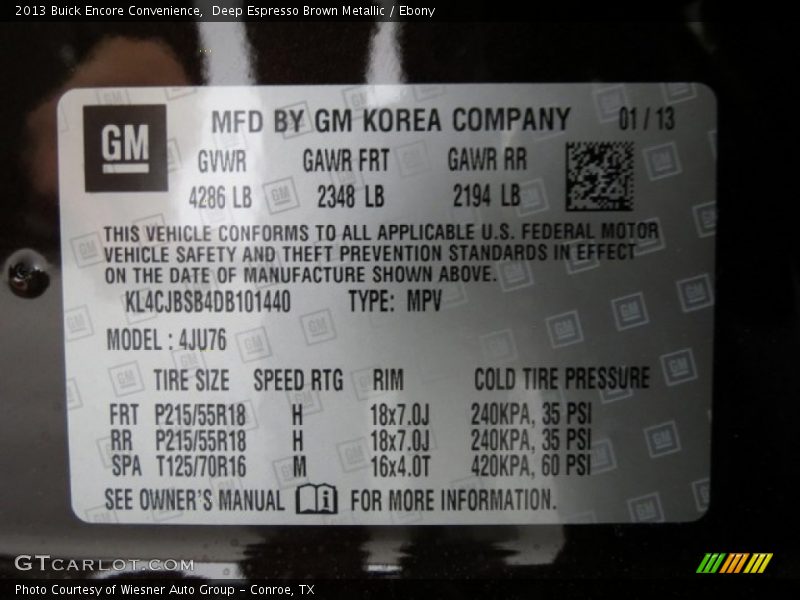 2013 Buick Encore Convenience,  Deep Espresso Brown Metallic / Ebony
GM MFD BY GM KOREA COMPANY 01 / 13
GVWR GAWR FRT GAWR RR
4286 LB 2348 LB 2194 LB
THIS VEHICLE CONFORMS TO ALL APPLICABLE U.S. FEDERAL MOTOR
VEHICLE SAFETY AND THEFT PREVENTION STANDARDS IN EFFECT
ON THE DATE OF MANUFACTURE SHOWN ABOVE.
KL4CJBSB4DB101440 TYPE: MPV
MODEL : 4JU76
TIRE SIZE SPEED RTG RIM COLD TIRE PRESSURE
FRT P215/55R18 H 18x7.0J 240KPA, 35 PSI
RR P215/55R18 H 18x7.0J 240KPA, 35 PSI
SPA T125/70R16 M 16x4.0T 420KPA, 60 PSI
SEE OWNER'S MANUAL FOR MORE INFORMATION.
GTCARLOT.COM
Photo Courtesy of Wiesner Auto Group - Conroe, TX